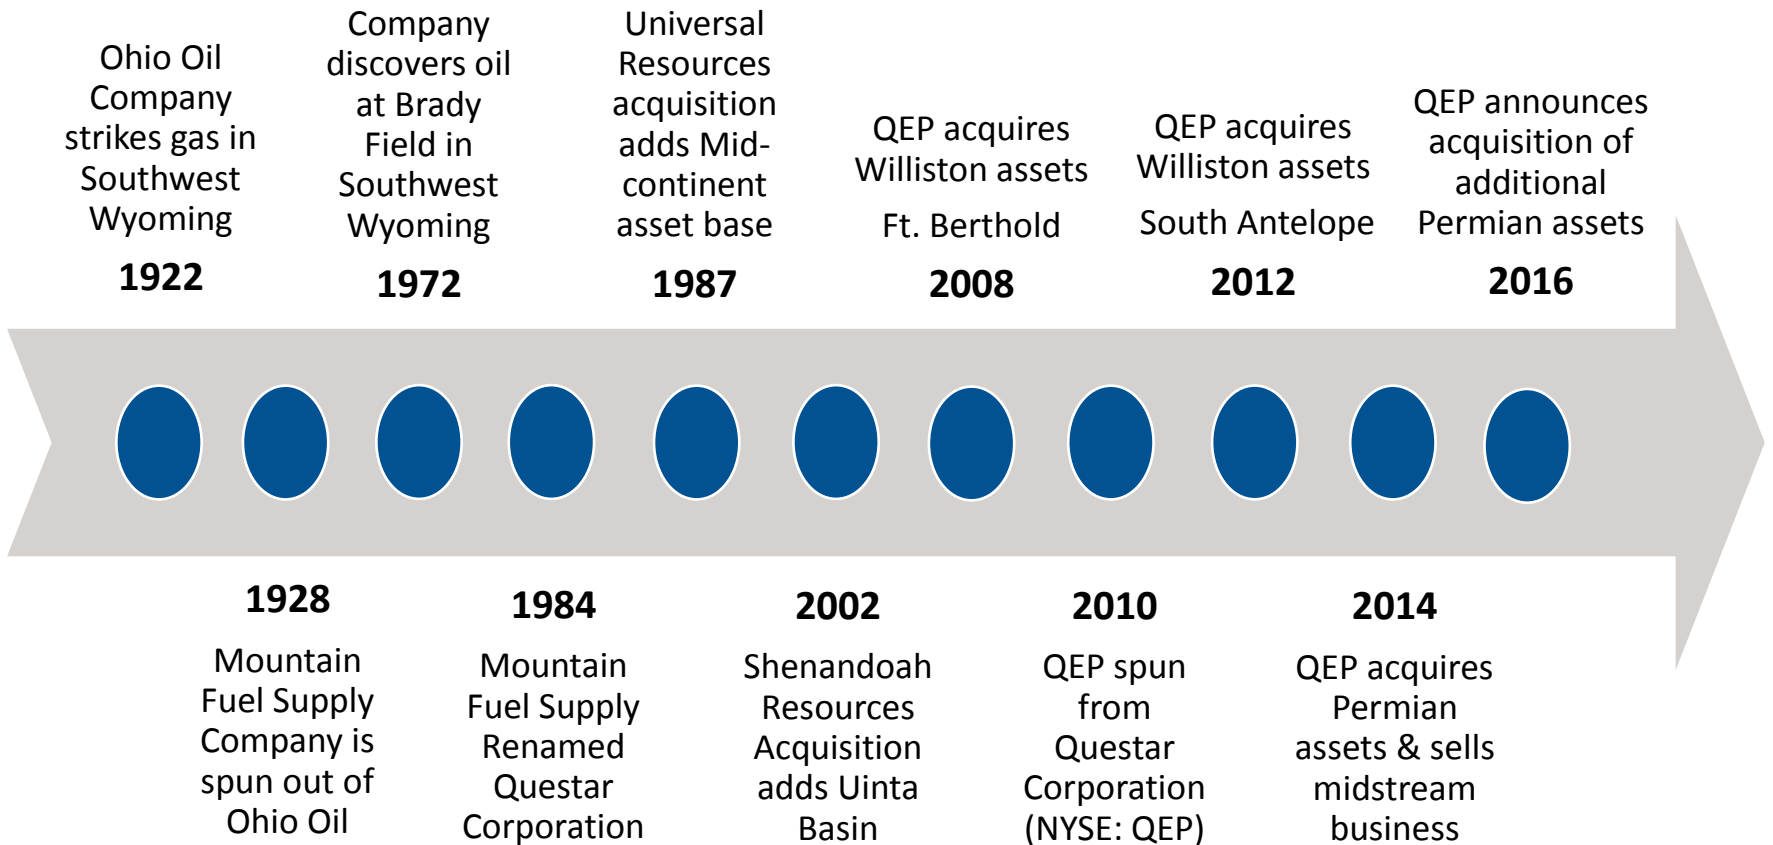 Ohio Oil
Company
strikes gas in
Southwest
Wyoming
1922
Company
discovers oil
at Brady
Field in
Southwest
Wyoming
1972
Universal
Resources
acquisition
adds Mid-
continent
asset base
1987
QEP acquires
Williston assets
Ft. Berthold
2008
QEP acquires
Williston assets
South Antelope
2012
QEP announces
acquisition of
additional
Permian assets
2016
1928
Mountain
Fuel Supply
Company is
spun out of
Ohio Oil
1984
Mountain
Fuel Supply
Renamed
Questar
Corporation
2002
Shenandoah
Resources
Acquisition
adds Uinta
Basin
2010
QEP spun
from
Questar
Corporation
(NYSE: QEP)
2014
QEP acquires
Permian
assets & sells
midstream
business